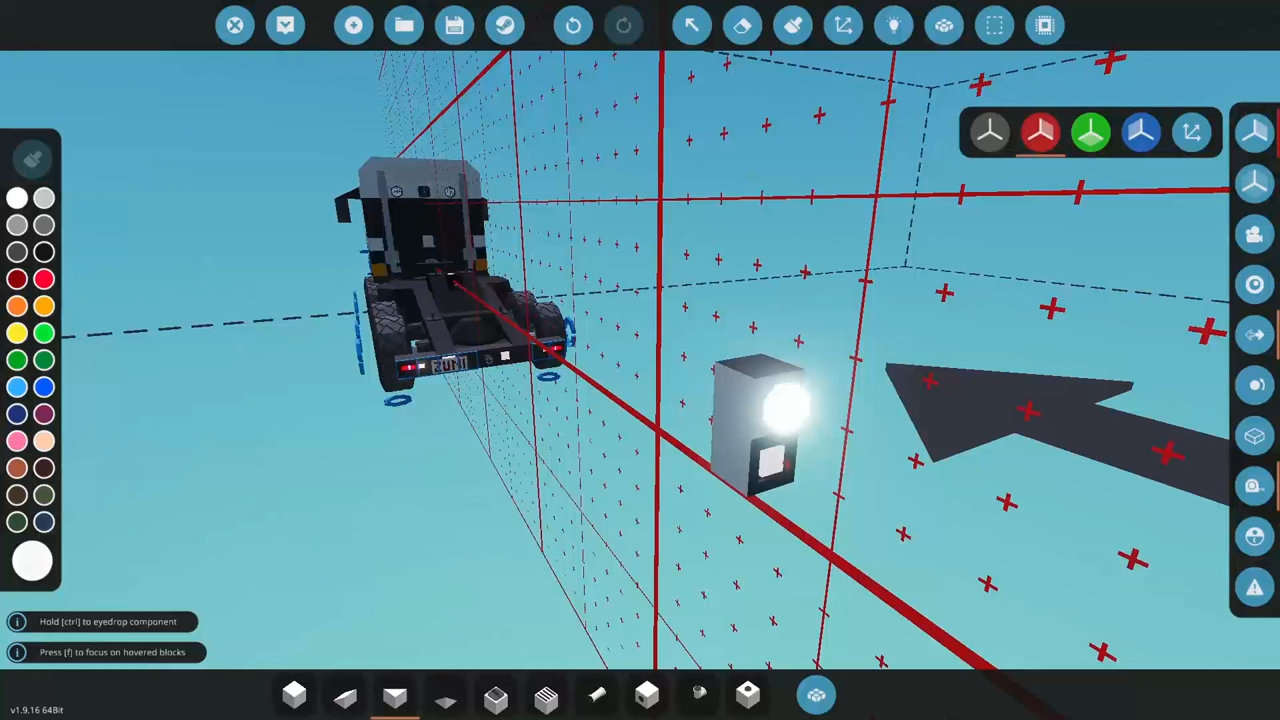 Hold [ctrl] to eyedrop component
Press [f] to focus on hovered blocks
v1.9.16 64Bit